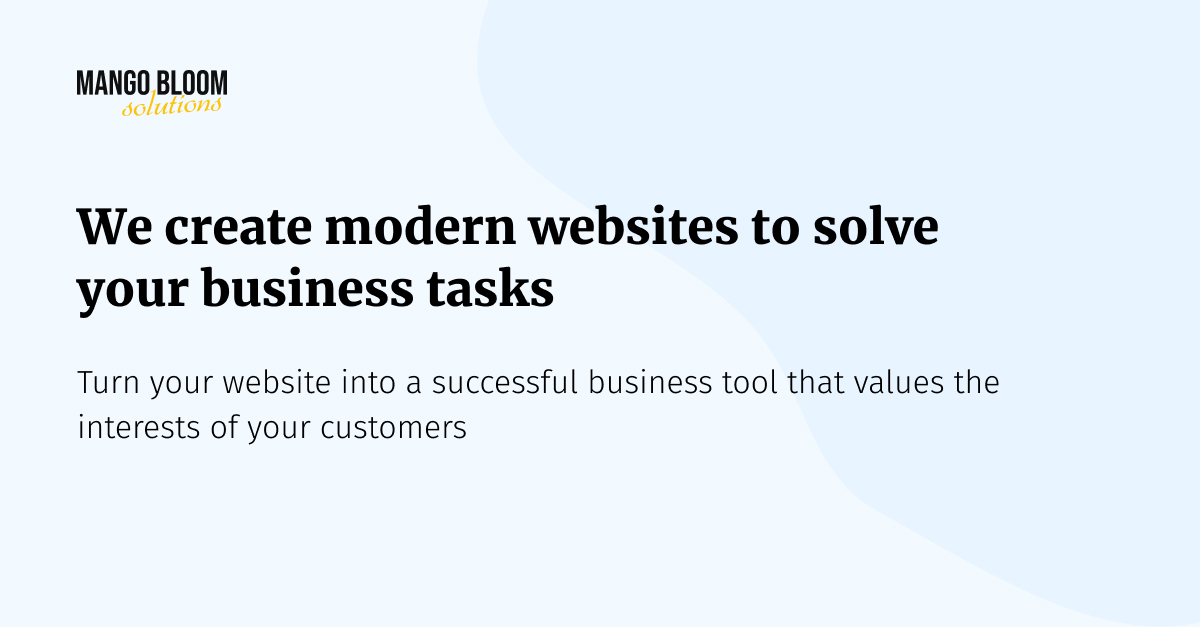 MANGO BLOOM
solutions
We create modern websites to solve
your business tasks
Turn your website into a successful business tool that values the
interests of your customers